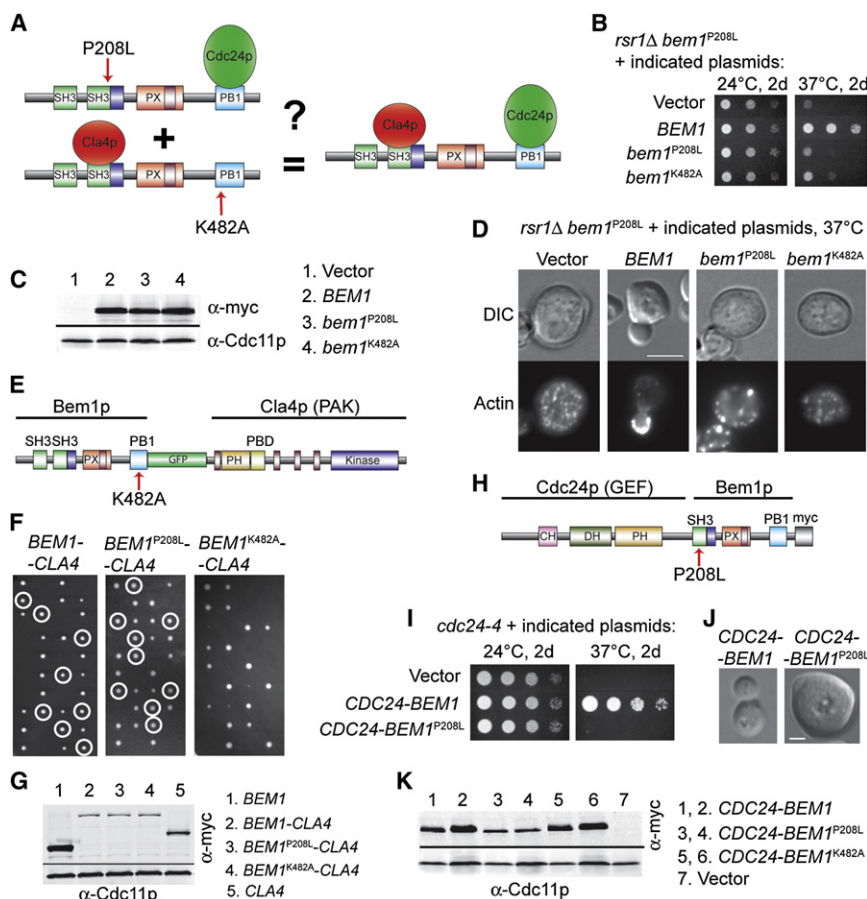 A
P208L
Cdc24p
SH3 SH3 PX PB1
Cla4p
+
SH3 SH3 PX PB1
K482A
?
=
Cla4p
Cdc24p
SH3 SH3 PX PB1
B
rsr1Δ bem1P208L
+ indicated plasmids:
24°C, 2d 37°C, 2d
Vector
BEM1
bem1P208L
bem1K482A
C
1 2 3 4
α-myc
α-Cdc11p
1. Vector
2. BEM1
3. bem1P208L
4. bem1K482A
D
rsr1Δ bem1P208L + indicated plasmids, 37°C
Vector BEM1 bem1P208L bem1K482A
DIC
Actin
E
Bem1p Cla4p (PAK)
SH3 SH3 PX PB1 GFP PH PBD Kinase
K482A
F
BEM1-
-CLA4
BEM1P208L-
-CLA4
BEM1K482A-
-CLA4
G
1 2 3 4 5
α-myc
α-Cdc11p
1. BEM1
2. BEM1-CLA4
3. BEM1P208L-CLA4
4. BEM1K482A-CLA4
5. CLA4
H
Cdc24p (GEF) Bem1p
CH DH PH SH3 PX PB1 myc
P208L
I
cdc24-4 + indicated plasmids:
24°C, 2d 37°C, 2d
Vector
CDC24-BEM1
CDC24-BEM1P208L
J
CDC24-
-BEM1
CDC24-
-BEM1P208L
K
1 2 3 4 5 6 7
α-myc
α-Cdc11p
1, 2. CDC24-BEM1
3, 4. CDC24-BEM1P208L
5, 6. CDC24-BEM1K482A
7. Vector